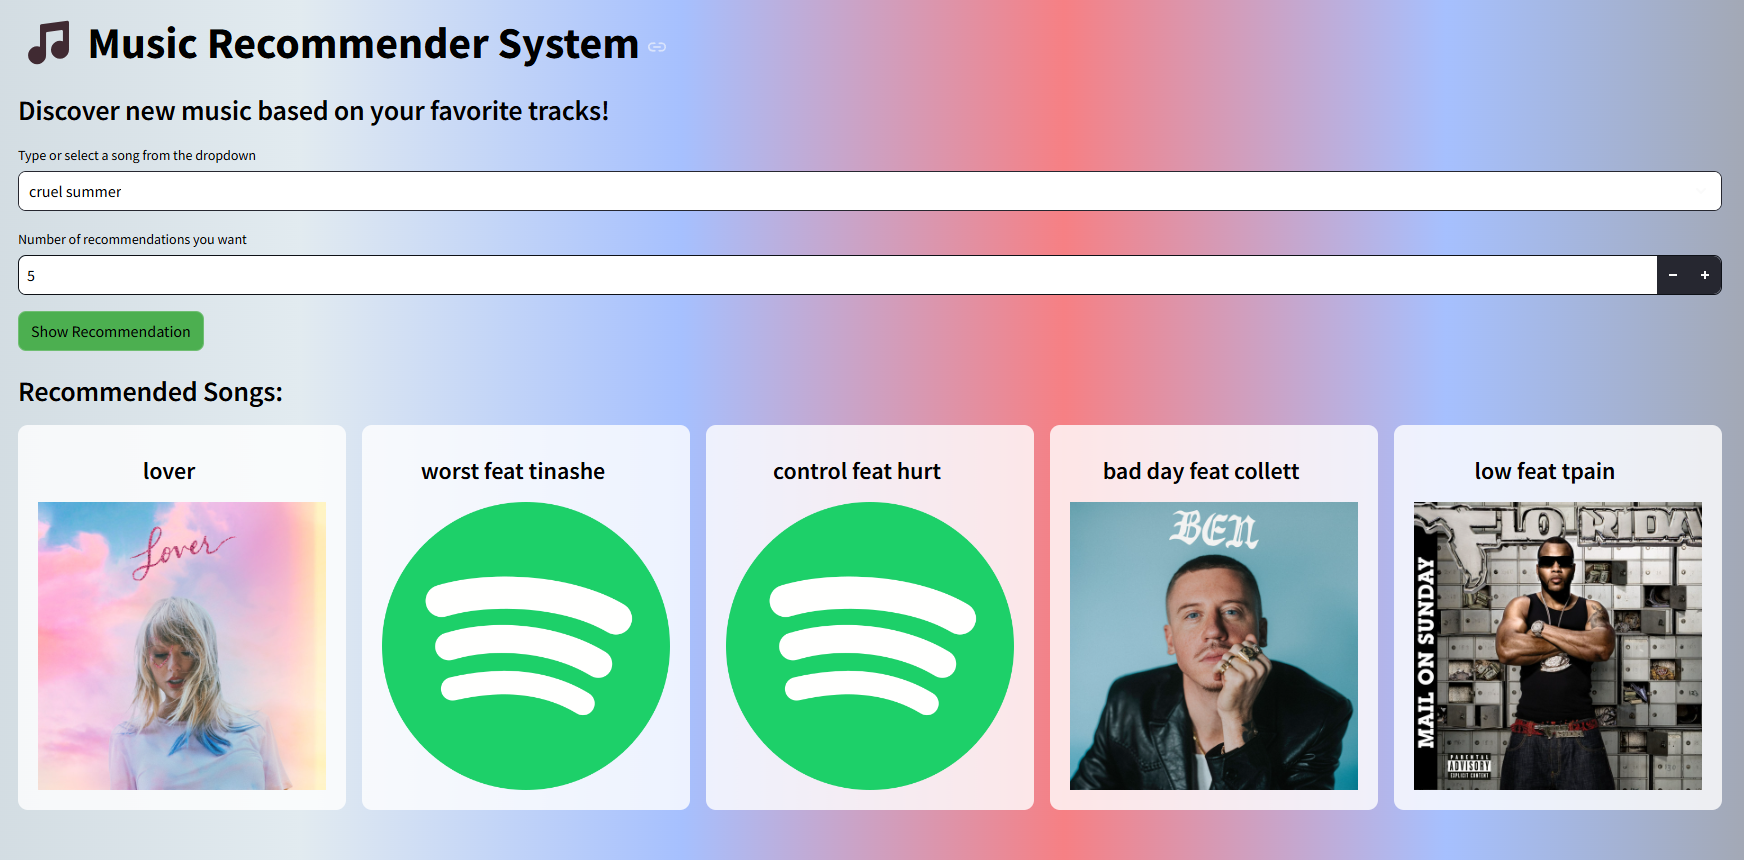 Music Recommender System
Discover new music based on your favorite tracks!
Type or select a song from the dropdown
cruel summer
Number of recommendations you want
5
Show Recommendation
Recommended Songs:
lover
Lover
worst feat tinashe
control feat hurt
bad day feat collett
BEN
low feat tpain
FLO RIDA
MAIL ON SUNDAY
PARENTAL
ADVISORY
EXPLICIT CONTENT